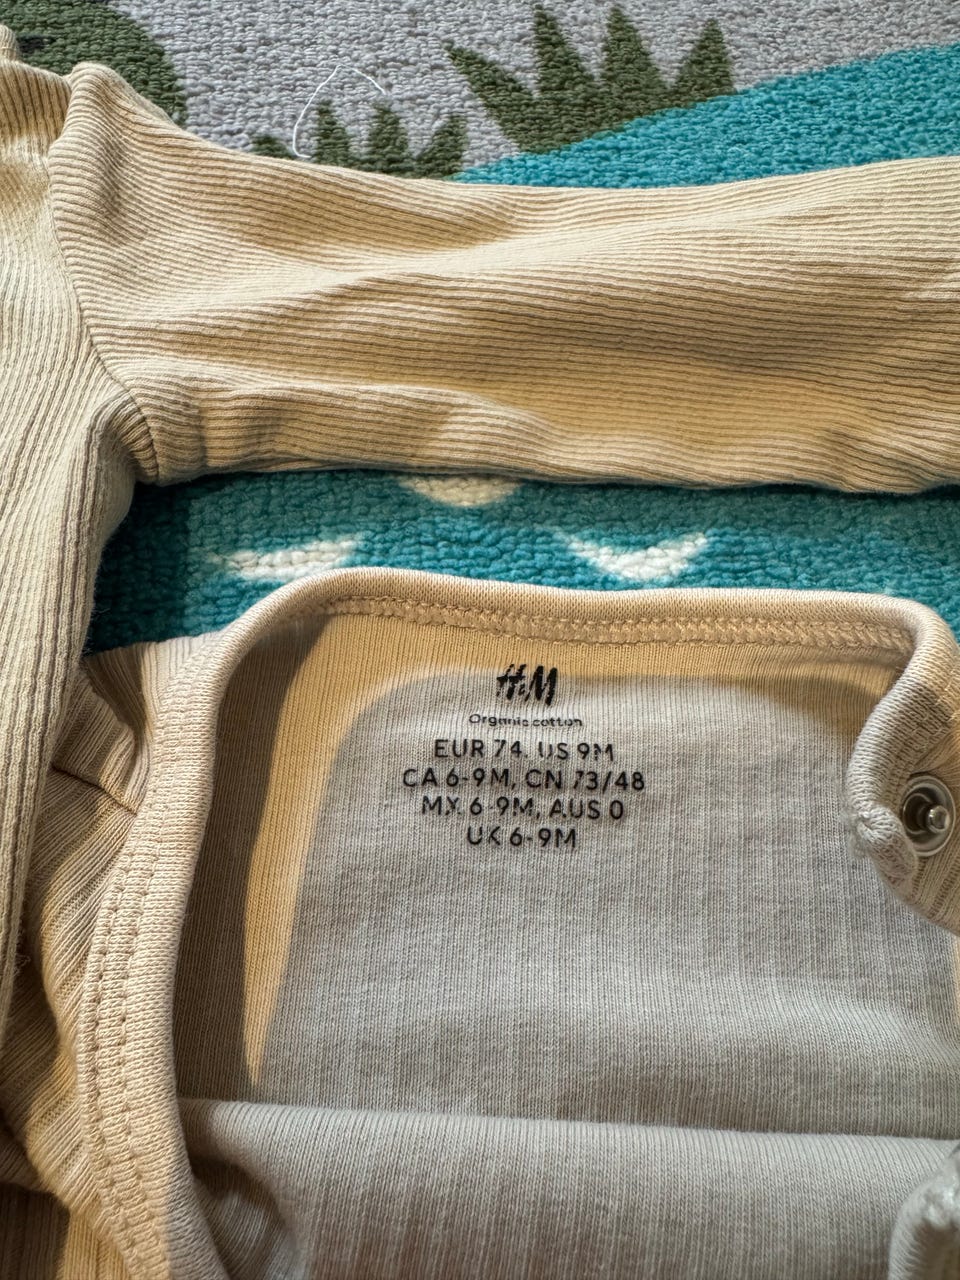 H&M
Organic cotton
EUR 74, US 9M
CA 6-9M, CN 73/48
MX 6-9M, AUS 0
UK 6-9M